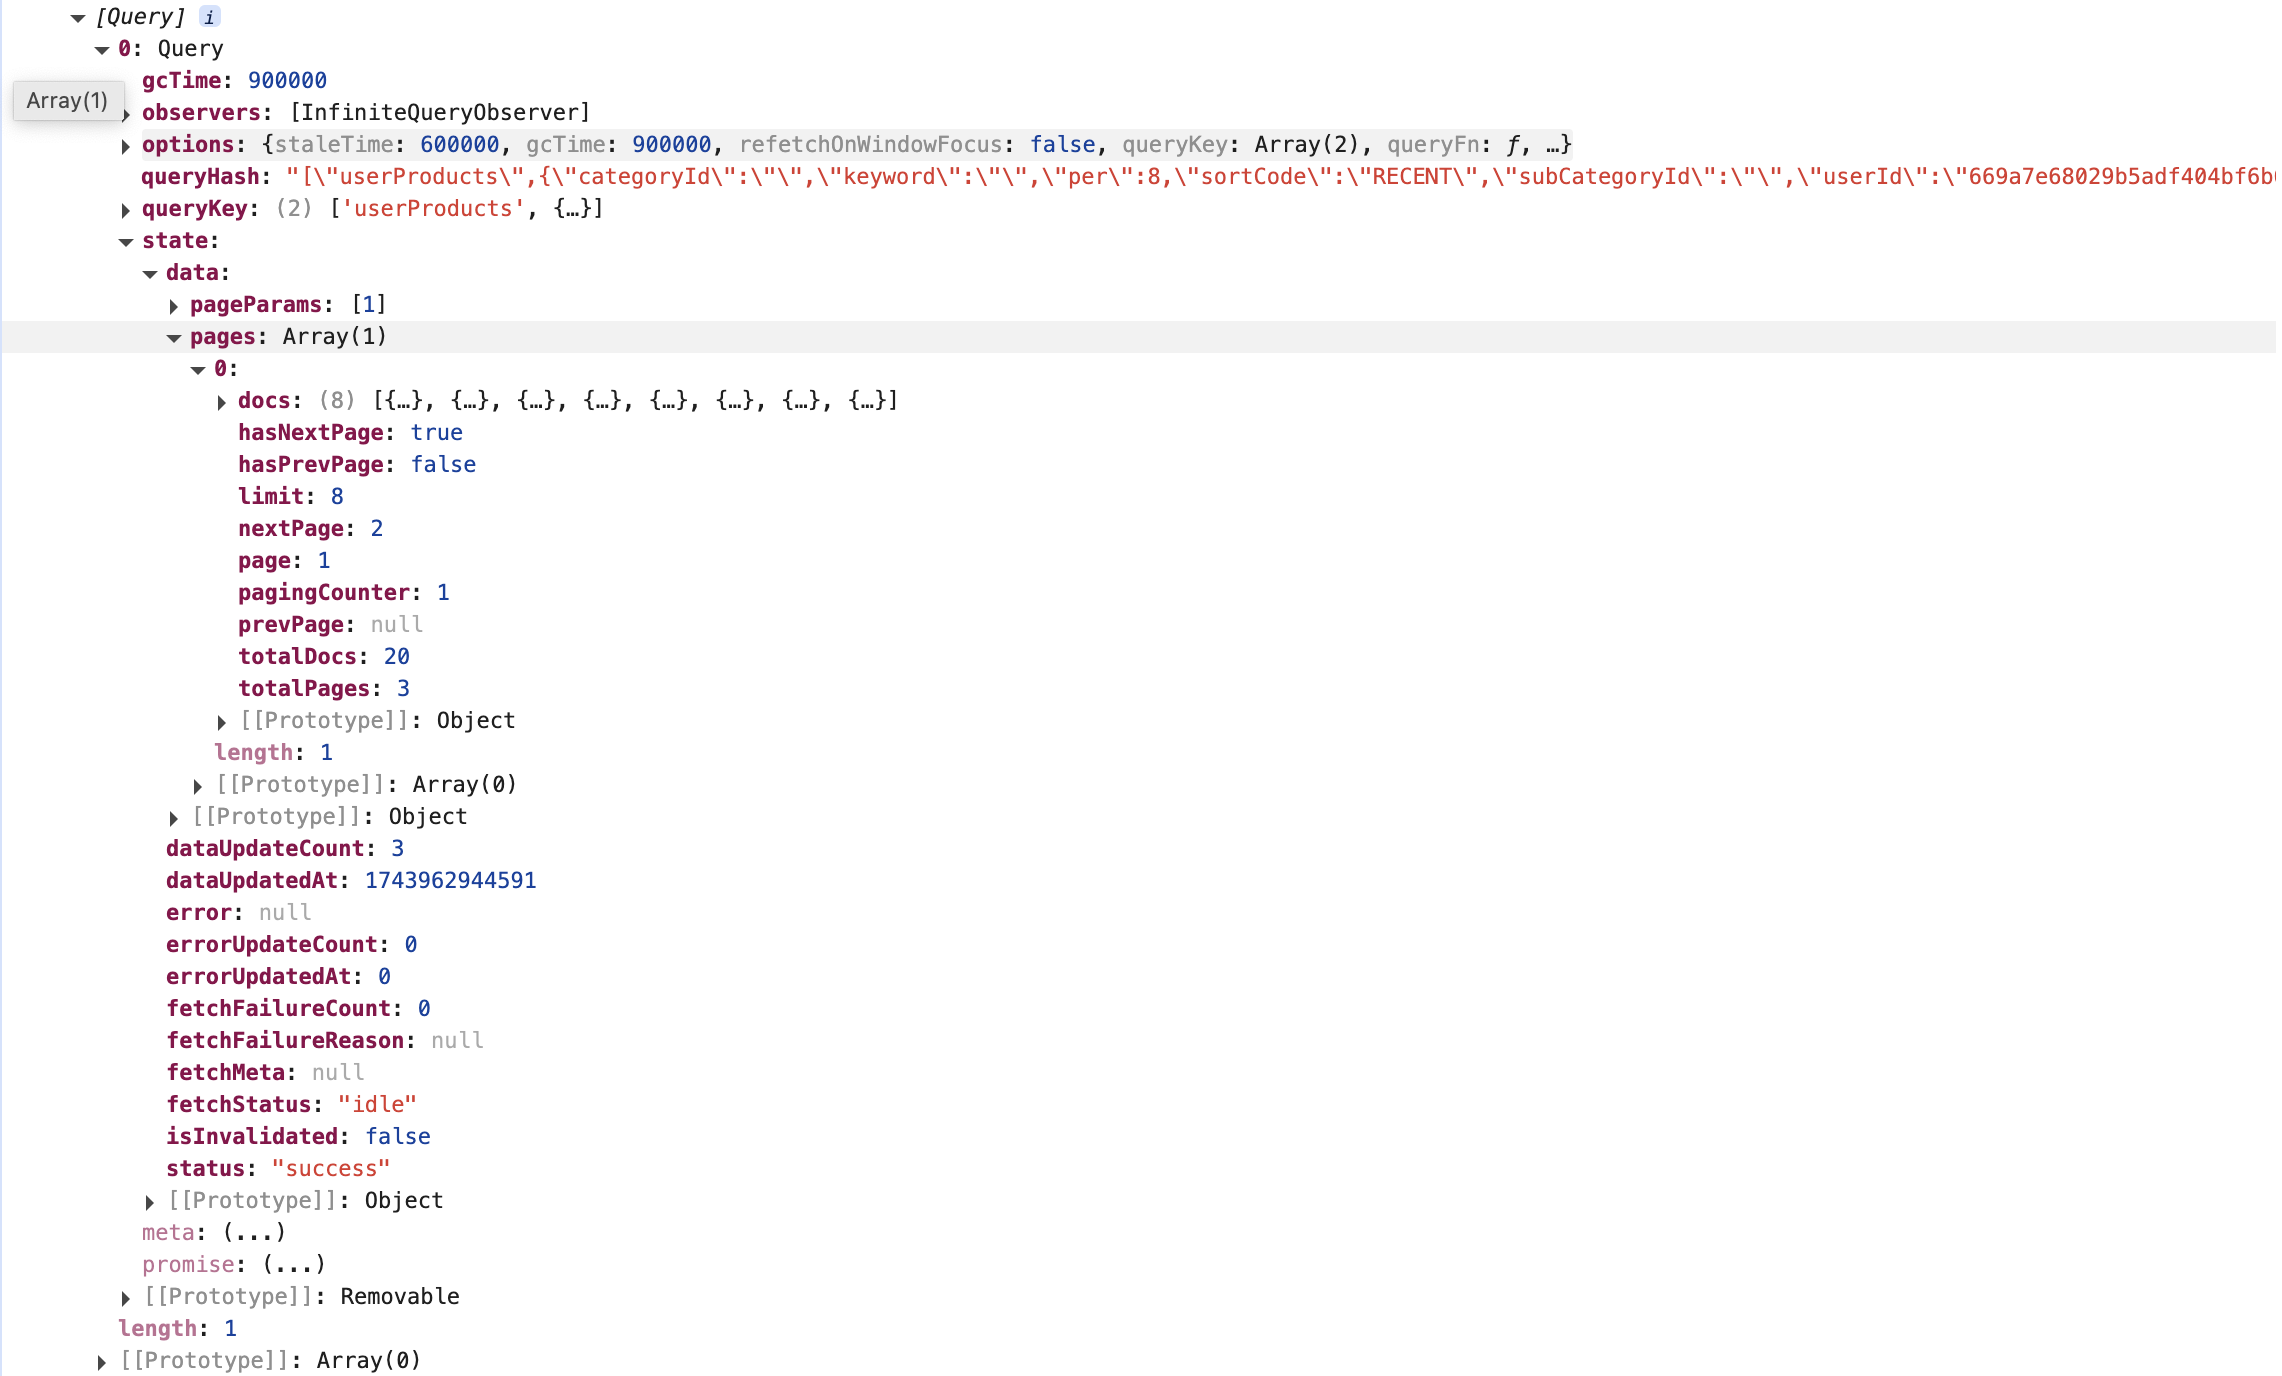 [Query] i
0: Query
gcTime: 900000
Array(1)
observers: [InfiniteQueryObserver]
options: {staleTime: 600000, gcTime: 900000, refetchOnWindowFocus: false, queryKey: Array(2), queryFn: ƒ, …}
queryHash: "[\"userProducts\",{\"categoryId\":\"\",\"keyword\":\"\",\"per\":8,\"sortCode\":\"RECENT\",\"subCategoryId\":\"\",\"userId\":\"669a7e68029b5adf404bf6b
queryKey: (2) ['userProducts', {…}]
state:
data:
pageParams: [1]
pages: Array(1)
0:
docs: (8) [{…}, {…}, {…}, {…}, {…}, {…}, {…}, {…}]
hasNextPage: true
hasPrevPage: false
limit: 8
nextPage: 2
page: 1
pagingCounter: 1
prevPage: null
totalDocs: 20
totalPages: 3
[[Prototype]]: Object
length: 1
[[Prototype]]: Array(0)
[[Prototype]]: Object
dataUpdateCount: 3
dataUpdatedAt: 1743962944591
error: null
errorUpdateCount: 0
errorUpdatedAt: 0
fetchFailureCount: 0
fetchFailureReason: null
fetchMeta: null
fetchStatus: "idle"
isInvalidated: false
status: "success"
[[Prototype]]: Object
meta: (...)
promise: (...)
[[Prototype]]: Removable
length: 1
[[Prototype]]: Array(0)